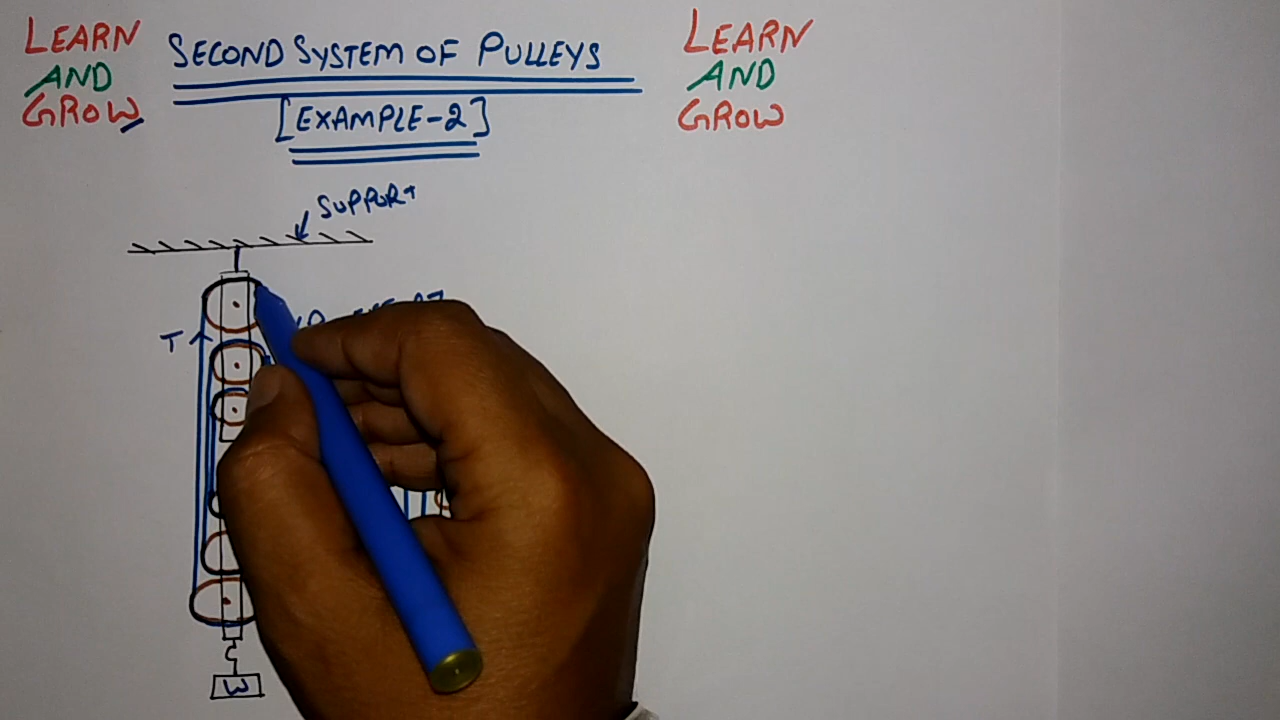 LEARN
AND
GROW
SECOND SYSTEM OF PULLEYS
[EXAMPLE-2]
LEARN
AND
GROW
SUPPORT
T
W